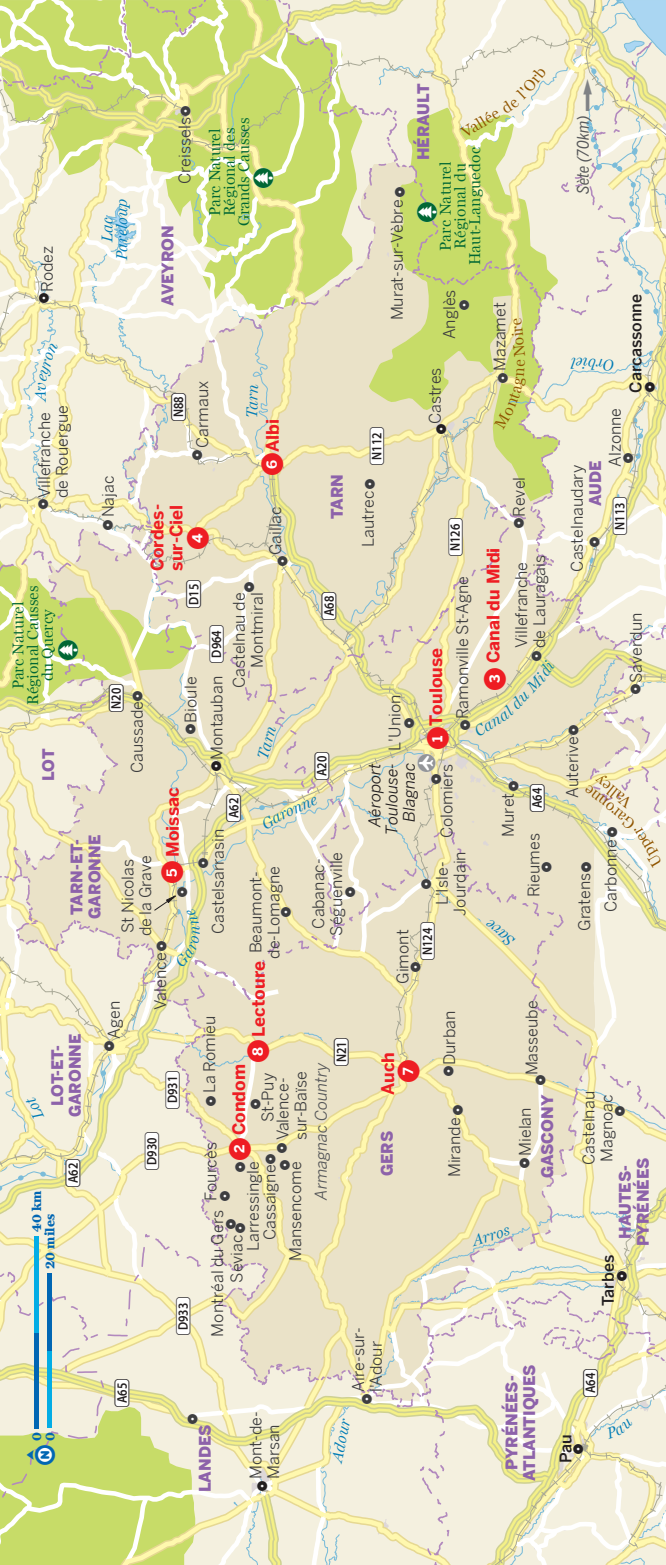 0
40 km
0
20 miles
N
A65
D933
D930
D931
A62
LOT-ET-
GARONNE
Lot
Agen
TARN-ET-
GARONNE
LOT
Parc Naturel
Régional Causses
du Quercy
N20
Villefranche
de Rouergue
Aveyron
Rodez
Lac
Pareloup
AVEYRON
Creissels
Parc Naturel
Régional des
Grands Causses
LANDES
Mont-de-
Marsan
Adour
Aire-sur-
l'Adour
Montréal du Gers
Séviac
Fourcès
Larressingle
Cassaigne
Mansencome
2 Condom
La Romieu
St-Puy
Valence-
sur-Baïse
Armagnac Country
8 Lectoure
N21
Valence
St Nicolas
de la Grave
Garonne
5 Moissac
Castelsarrasin
A62
Beaumont-
de-Lomagne
Cabanac-
Séguenville
Garonne
Caussade
Bioule
Montauban
A20
Tarn
D964
D15
Castelnau de
Montmiral
Najac
Cordes-
sur-Ciel
4
Gaillac
A68
N88
Carmaux
Tarn
6 Albi
TARN
N112
Lautrec
Castres
Murat-sur-Vèbre
Parc Naturel
Régional du
Haut-Languedoc
HÉRAULT
Vallée de l'Orb
Anglès
Mazamet
Montagne Noire
Sète (70km)
GERS
Auch
7
Durban
Mirande
Mielan
Masseube
GASCONY
Arros
Gimont
N124
L'Isle-
Jourdain
Save
Aéroport
Toulouse-
Blagnac
Colomiers
L'Union
1 Toulouse
Ramonville St-Agne
3 Canal du Midi
Canal du Midi
N126
Revel
Villefranche
de Lauragais
Castelnaudary
AUDE
N113
Alzonne
Orbiel
Carcassonne
Muret
A64
Rieumes
Gratens
Carbonne
Auterive
Upper Garonne
Valley
Saverdun
Castelnau
Magnoac
HAUTES-
PYRÉNÉES
Tarbes
PYRÉNÉES-
ATLANTIQUES
A64
Pau
Pau